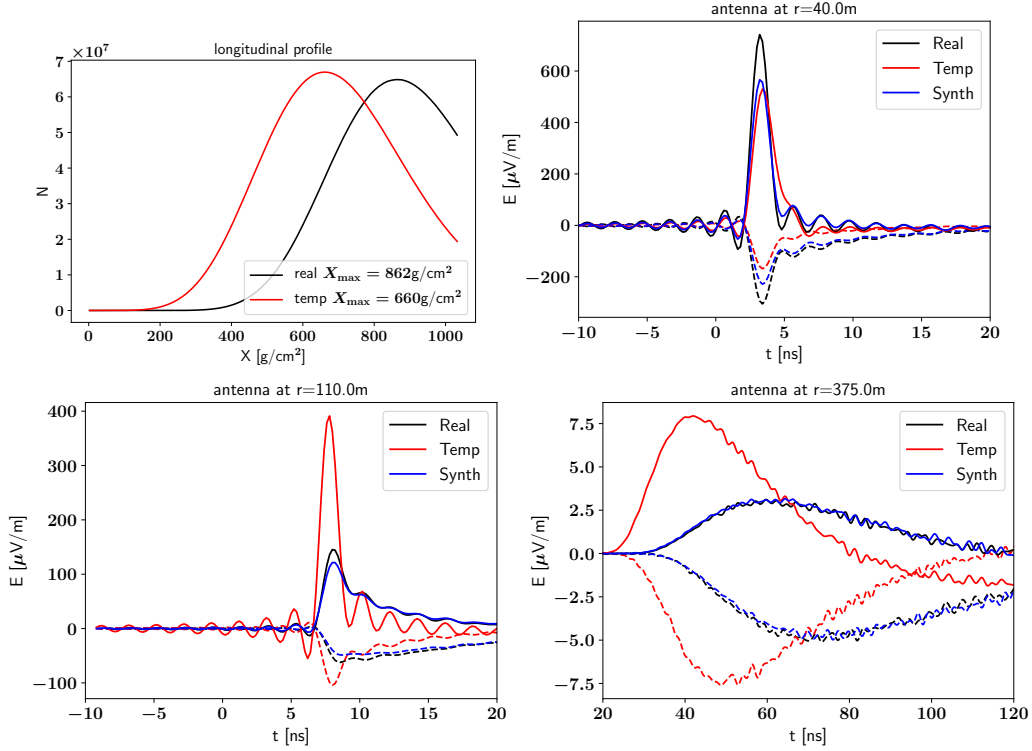 longitudinal profile
×10⁷
7
6
5
4
3
2
1
0
N
0
200
400
600
800
1000
X [g/cm²]
real X_max = 862g/cm²
temp X_max = 660g/cm²
antenna at r=40.0m
600
400
200
0
−200
E [μV/m]
−10
−5
0
5
10
15
20
t [ns]
Real
Temp
Synth
antenna at r=110.0m
400
300
200
100
0
−100
E [μV/m]
−10
−5
0
5
10
15
20
t [ns]
Real
Temp
Synth
antenna at r=375.0m
7.5
5.0
2.5
0.0
−2.5
−5.0
−7.5
E [μV/m]
20
40
60
80
100
120
t [ns]
Real
Temp
Synth